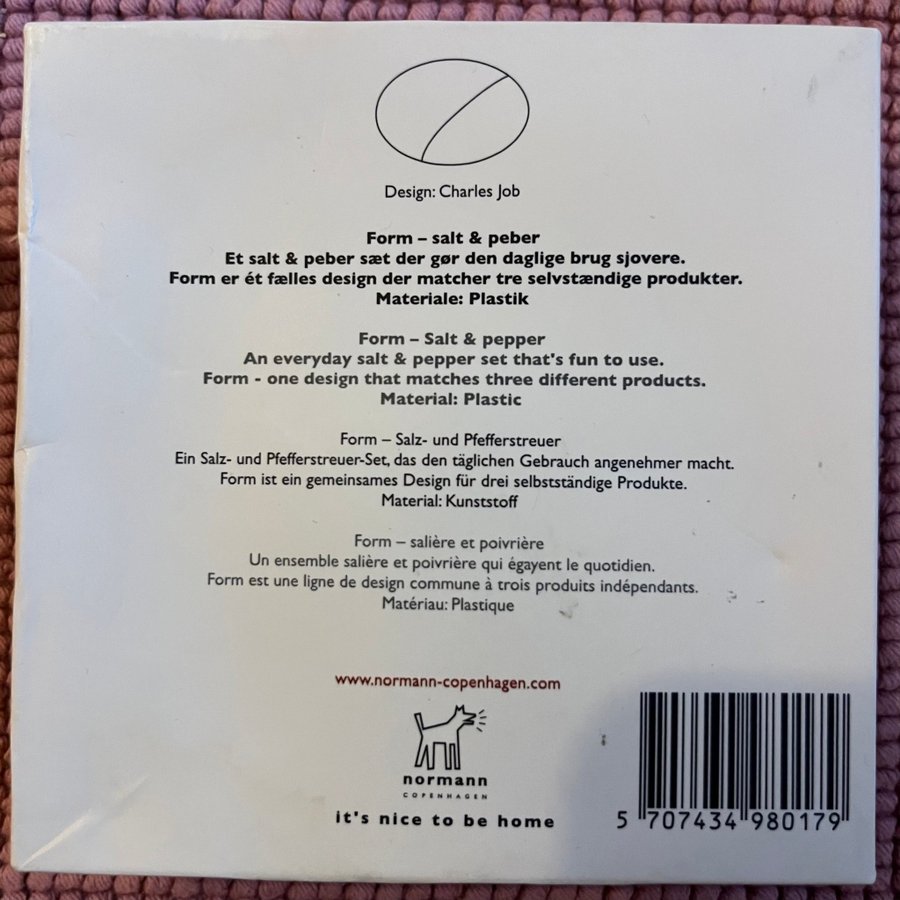 Design: Charles Job
Form – salt & peber
Et salt & peber sæt der gør den daglige brug sjovere.
Form er ét fælles design der matcher tre selvstændige produkter.
Materiale: Plastik
Form – Salt & pepper
An everyday salt & pepper set that's fun to use.
Form - one design that matches three different products.
Material: Plastic
Form – Salz- und Pfefferstreuer
Ein Salz- und Pfefferstreuer-Set, das den täglichen Gebrauch angenehmer macht.
Form ist ein gemeinsames Design für drei selbstständige Produkte.
Material: Kunststoff
Form – salière et poivrière
Un ensemble salière et poivrière qui égayent le quotidien.
Form est une ligne de design commune à trois produits indépendants.
Matériau: Plastique
www.normann-copenhagen.com
normann
COPENHAGEN
it's nice to be home
5 707434 980179